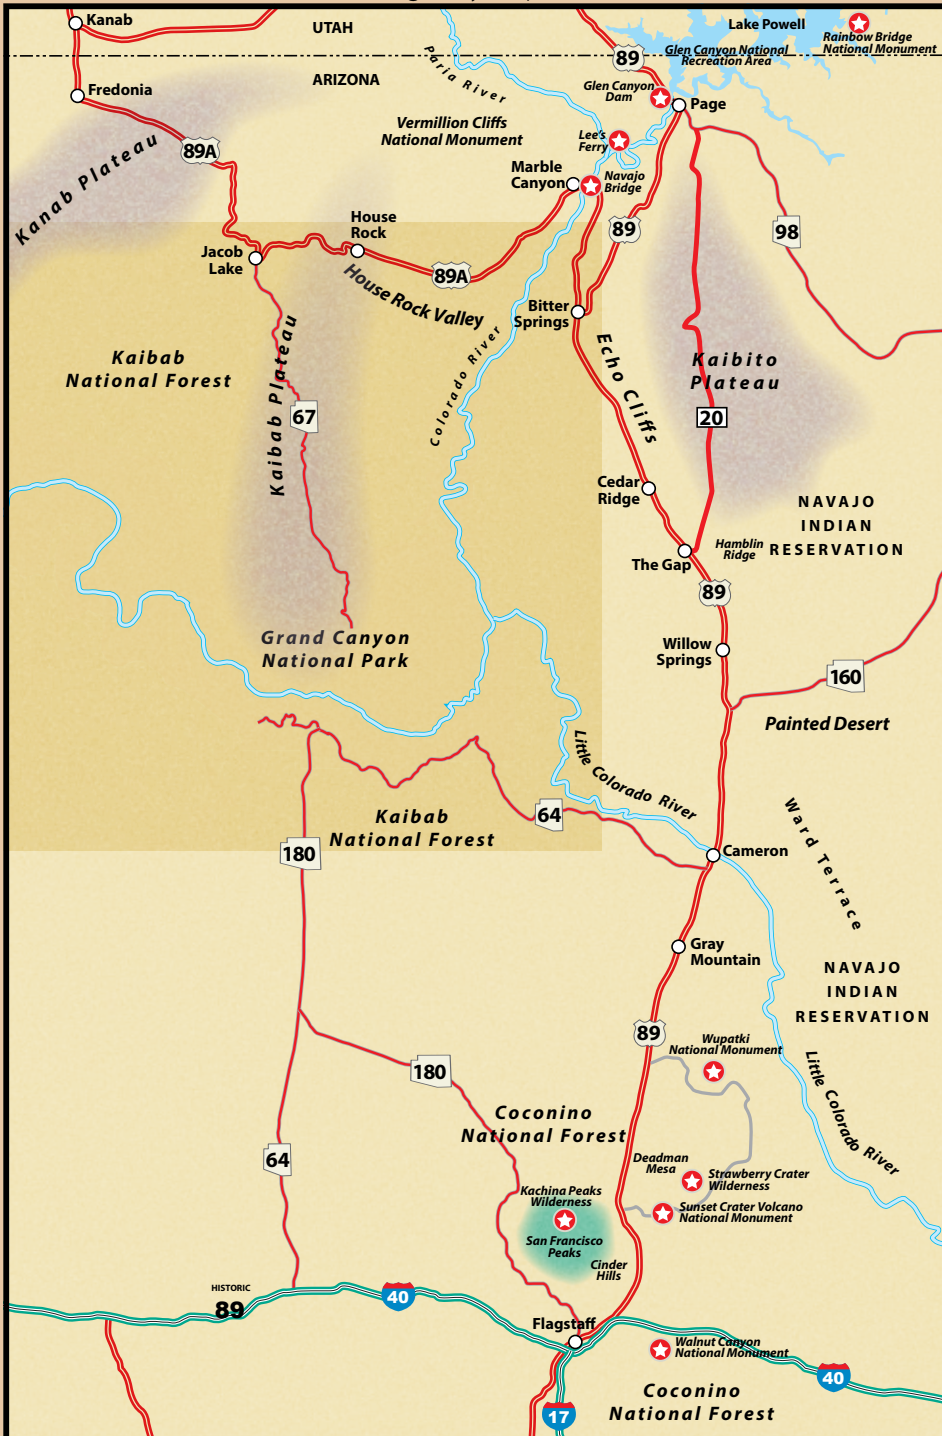 Kanab
UTAH
Lake Powell
Rainbow Bridge
National Monument
89
Glen Canyon National
Recreation Area
Paria River
ARIZONA
Fredonia
Glen Canyon
Dam
Page
Vermillion Cliffs
National Monument
Lee's
Ferry
89A
Kanab Plateau
Marble
Canyon
Navajo
Bridge
House
Rock
89
98
Jacob
Lake
89A
House Rock Valley
Bitter
Springs
Colorado River
Echo Cliffs
Kaibab
National Forest
Kaibab Plateau
67
Kaibito
Plateau
20
Cedar
Ridge
NAVAJO
INDIAN
RESERVATION
Hamblin
Ridge
The Gap
89
Grand Canyon
National Park
Willow
Springs
160
Painted Desert
Little Colorado River
64
Kaibab
National Forest
180
Cameron
Ward Terrace
Gray
Mountain
NAVAJO
INDIAN
RESERVATION
89
Wupatki
National Monument
180
Little Colorado River
Coconino
National Forest
64
Deadman
Mesa
Strawberry Crater
Wilderness
Kachina Peaks
Wilderness
Sunset Crater Volcano
National Monument
San Francisco
Peaks
Cinder
Hills
HISTORIC
89
40
Flagstaff
Walnut Canyon
National Monument
40
Coconino
National Forest
17